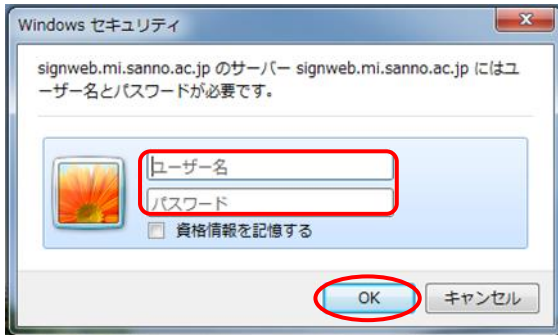 Windows セキュリティ
signweb.mi.sanno.ac.jp のサーバー signweb.mi.sanno.ac.jp にはユ
ーザー名とパスワードが必要です。
ユーザー名
パスワード
資格情報を記憶する
OK キャンセル